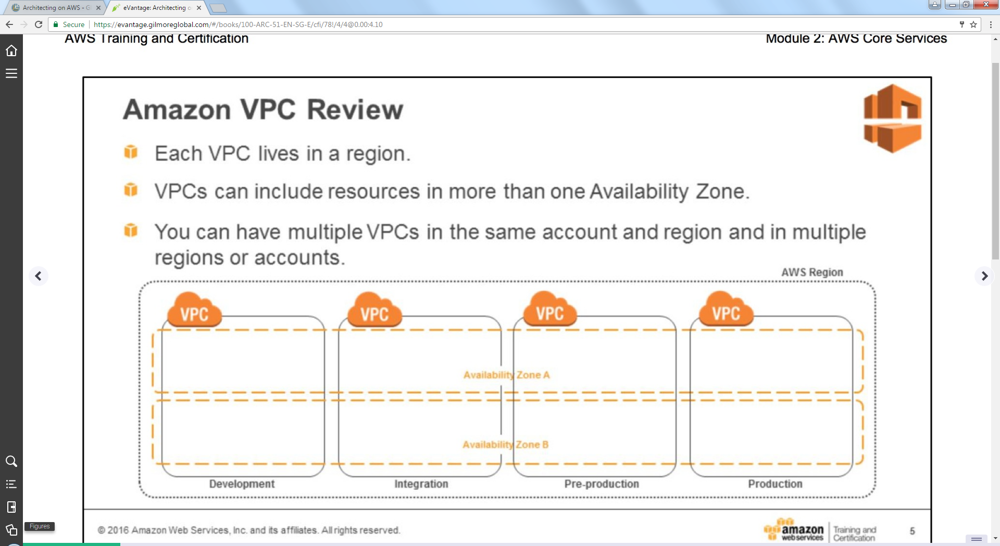 Architecting on AWS - G
eVantage: Architecting o
Secure
https://evantage.gilmoreglobal.com/#/books/100-ARC-51-EN-SG-E/cfi/78!/4/4@0.00:4.10
AWS Training and Certification
Module 2: AWS Core Services
Amazon VPC Review
Each VPC lives in a region.
VPCs can include resources in more than one Availability Zone.
You can have multiple VPCs in the same account and region and in multiple
regions or accounts.
AWS Region
VPC
VPC
VPC
VPC
Availability Zone A
Availability Zone B
Development
Integration
Pre-production
Production
Figures
© 2016 Amazon Web Services, Inc. and its affiliates. All rights reserved.
amazon
webservices
Training and
Certification
5